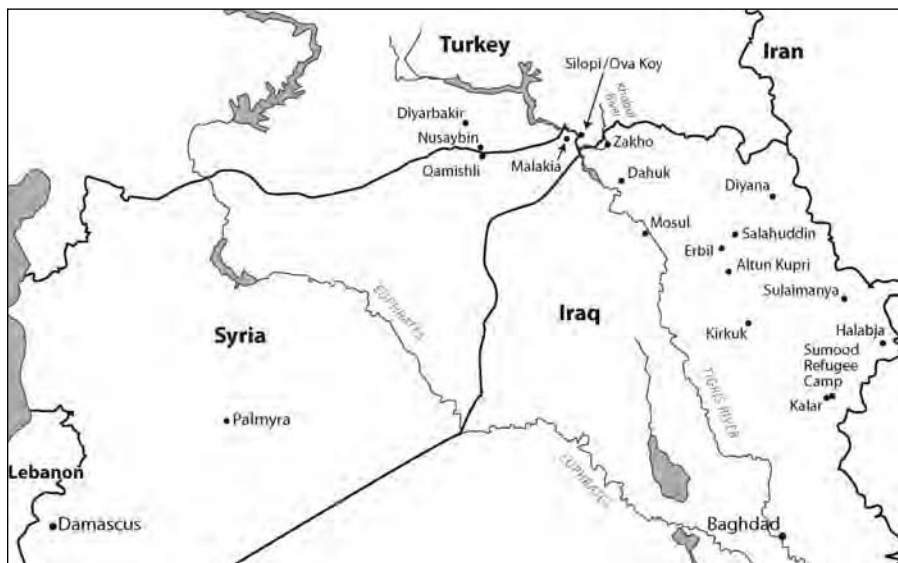 Turkey
Iran
Silopi/Ova Koy
Khabul
River
Diyarbakir
Nusaybin
Qamishli
Malakia
Zakho
Dahuk
Diyana
Mosul
Salahuddin
Erbil
Altun Kupri
Sulaimanya
EUPHRATES
Syria
Iraq
Kirkuk
Halabja
Sumood
Refugee
Camp
Kalar
TIGRIS RIVER
Palmyra
Lebanon
EUPHRATES
Damascus
Baghdad